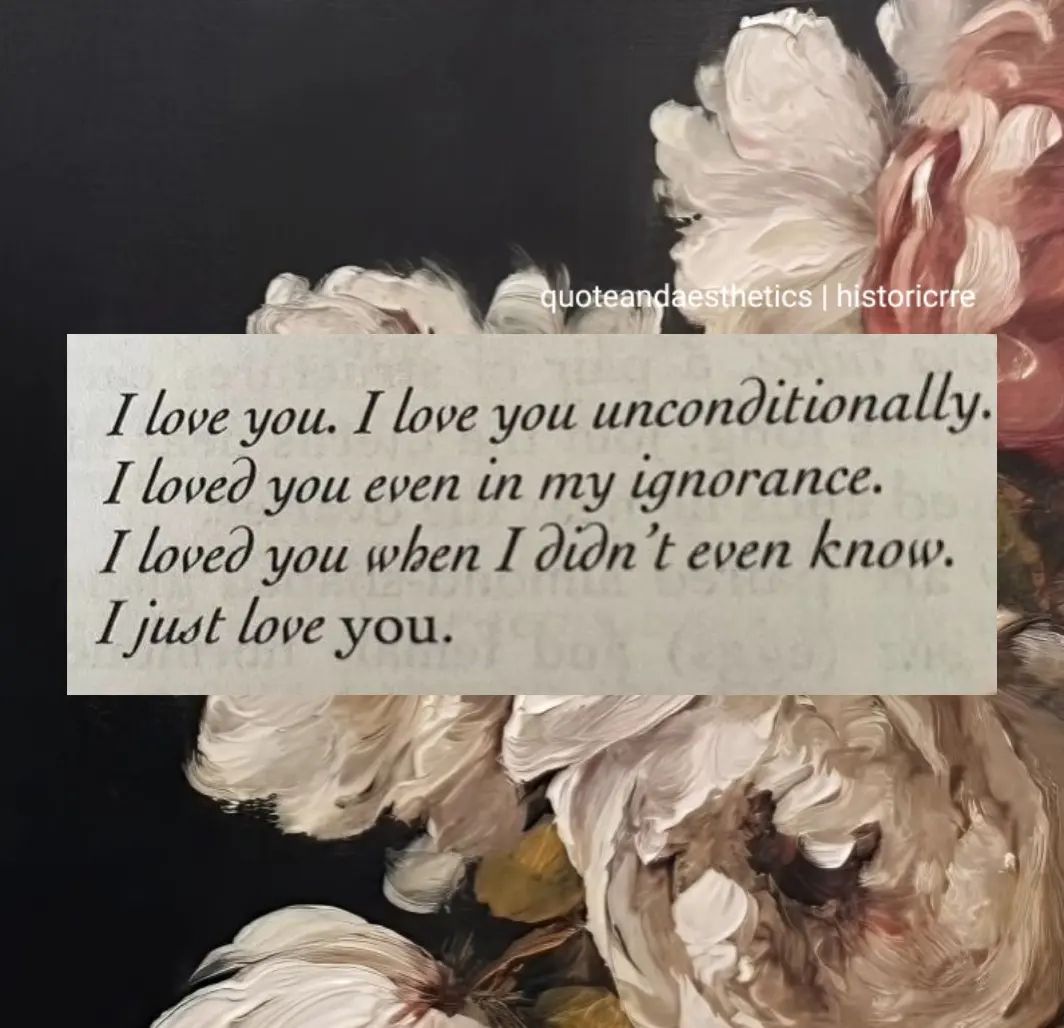 quoteandaesthetics | historicrre
I love you. I love you unconditionally.
I loved you even in my ignorance.
I loved you when I didn't even know.
I just love you.